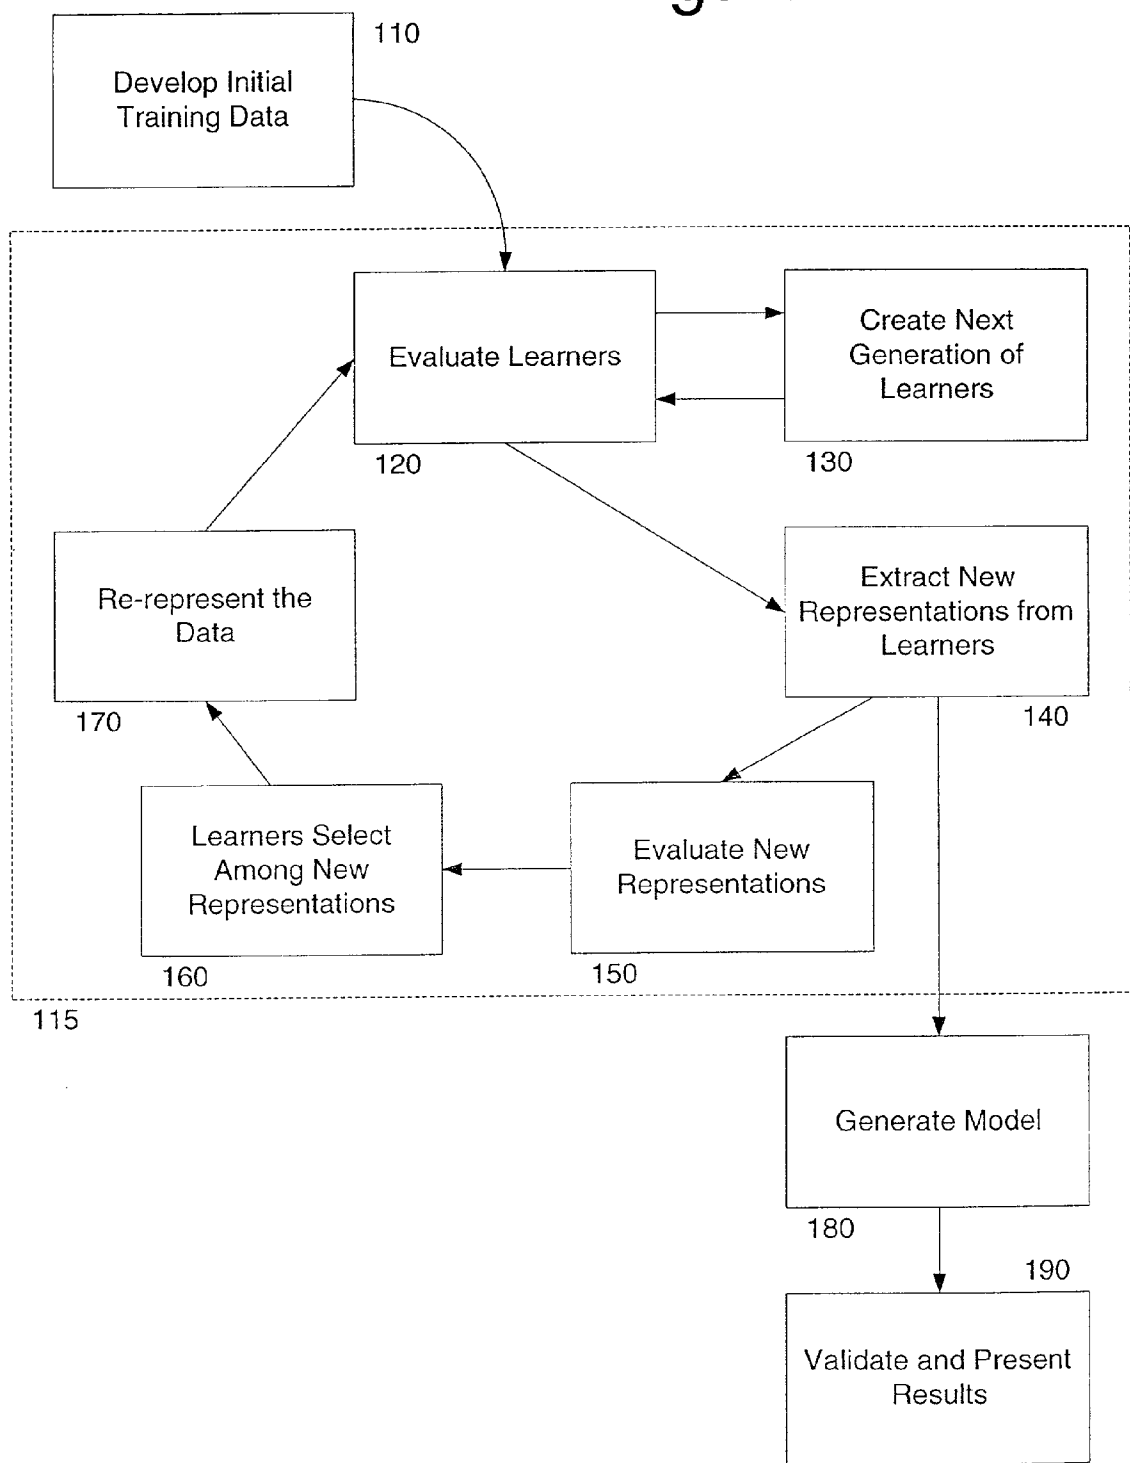 110
Develop Initial
Training Data
Evaluate Learners
120
Create Next
Generation of
Learners
130
Re-represent the
Data
170
Extract New
Representations from
Learners
140
Learners Select
Among New
Representations
160
Evaluate New
Representations
150
115
Generate Model
180
190
Validate and Present
Results